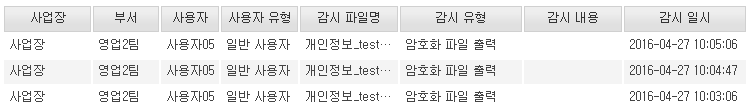 사업장 부서 사용자 사용자 유형 감시 파일명 감시 유형 감시 내용 감시 일시
사업장 영업2팀 사용자05 일반 사용자 개인정보_test··· 암호화 파일 출력 2016-04-27 10:05:06
사업장 영업2팀 사용자05 일반 사용자 개인정보_test··· 암호화 파일 출력 2016-04-27 10:04:47
사업장 영업2팀 사용자05 일반 사용자 개인정보_test··· 암호화 파일 출력 2016-04-27 10:03:06